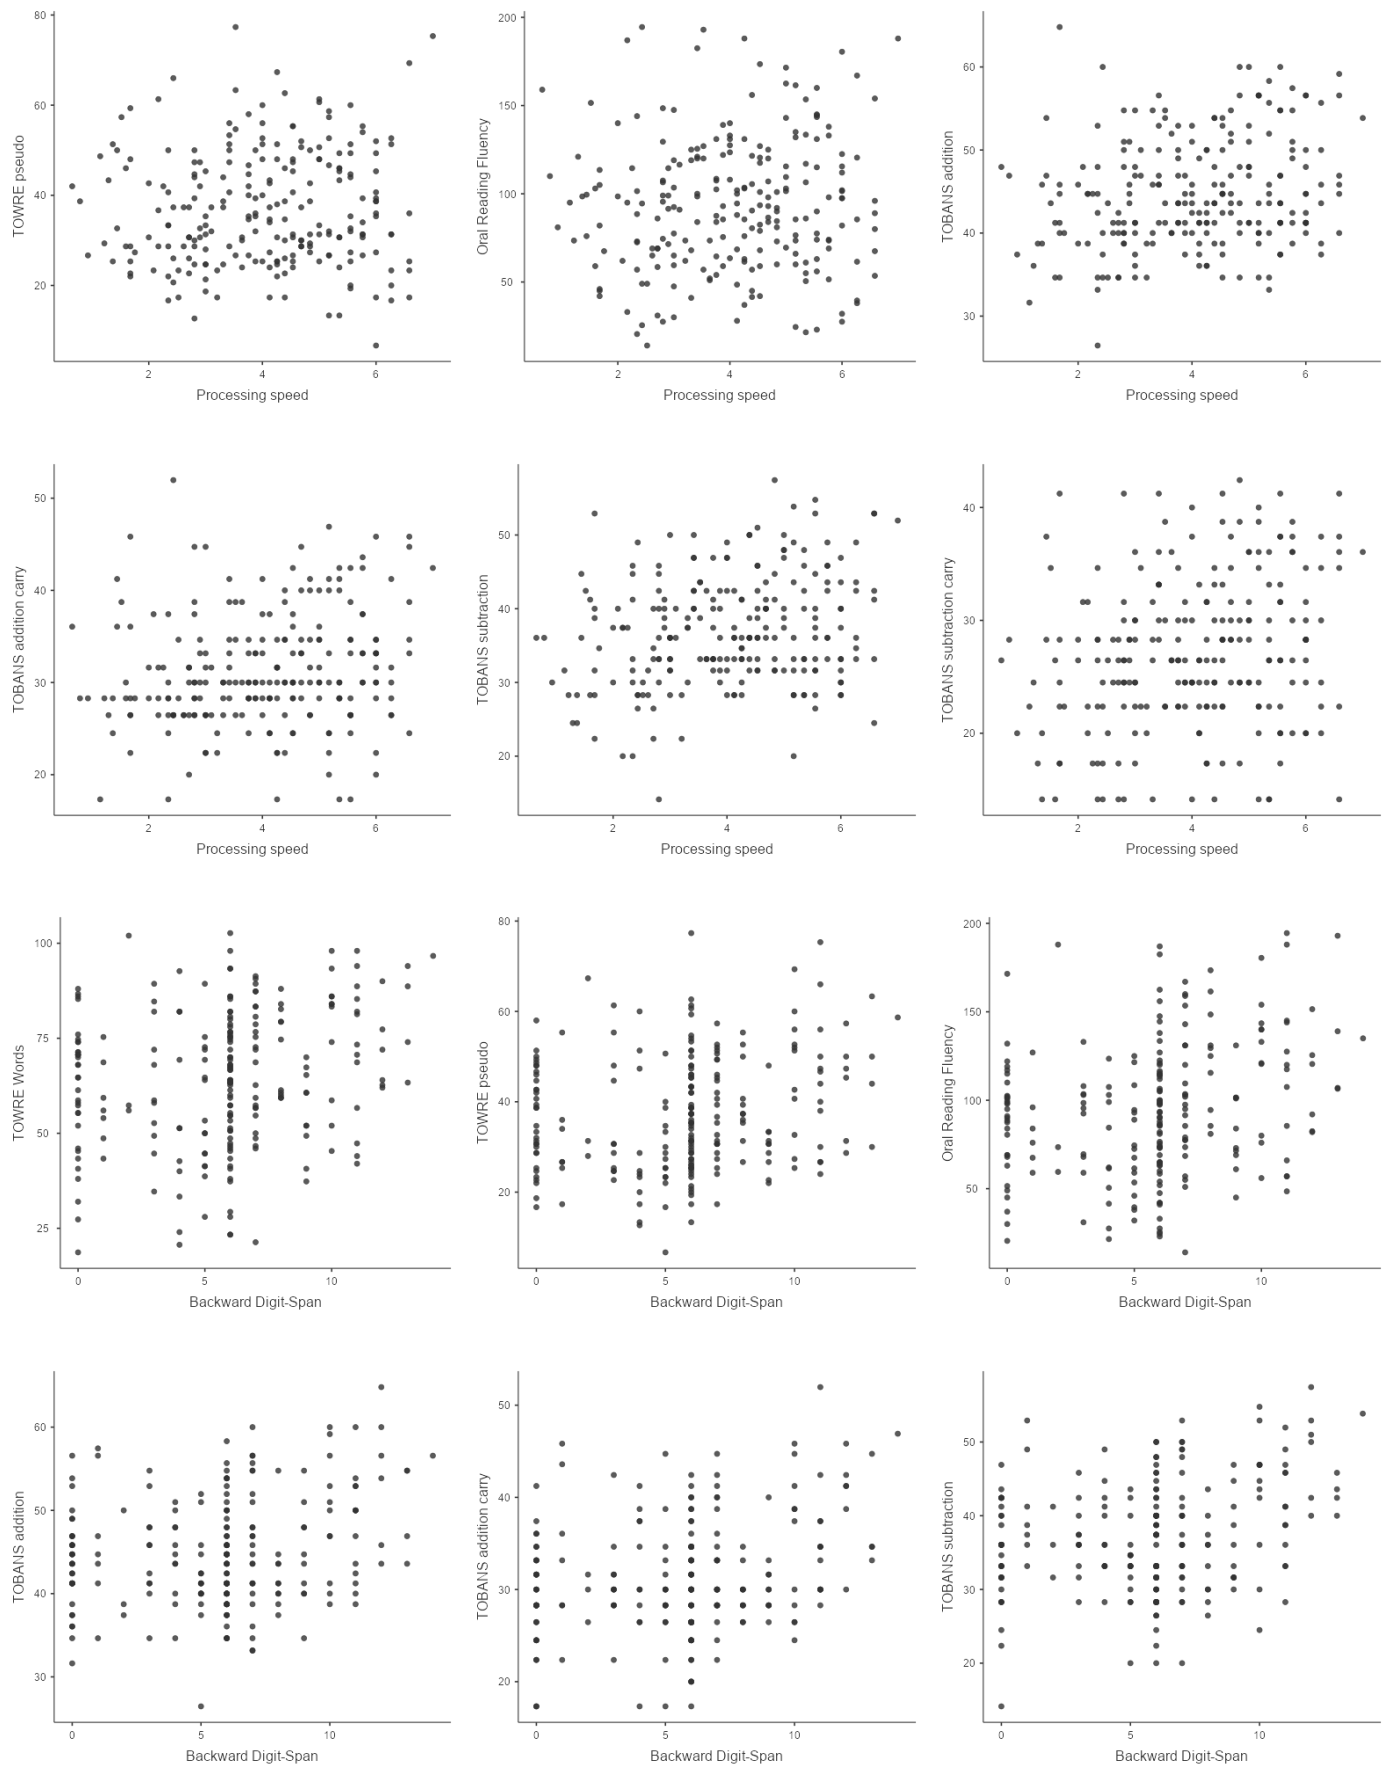 80
60
40
20
TOWRE pseudo
2 4 6
Processing speed
200
150
100
50
Oral Reading Fluency
2 4 6
Processing speed
60
50
40
30
TOBANS addition
2 4 6
Processing speed
50
40
30
20
TOBANS addition carry
2 4 6
Processing speed
50
40
30
20
TOBANS subtraction
2 4 6
Processing speed
40
30
20
TOBANS subtraction carry
2 4 6
Processing speed
100
75
50
25
TOWRE Words
0 5 10
Backward Digit-Span
80
60
40
20
TOWRE pseudo
0 5 10
Backward Digit-Span
200
150
100
50
Oral Reading Fluency
0 5 10
Backward Digit-Span
60
50
40
30
TOBANS addition
0 5 10
Backward Digit-Span
50
40
30
20
TOBANS addition carry
0 5 10
Backward Digit-Span
50
40
30
20
TOBANS subtraction
0 5 10
Backward Digit-Span